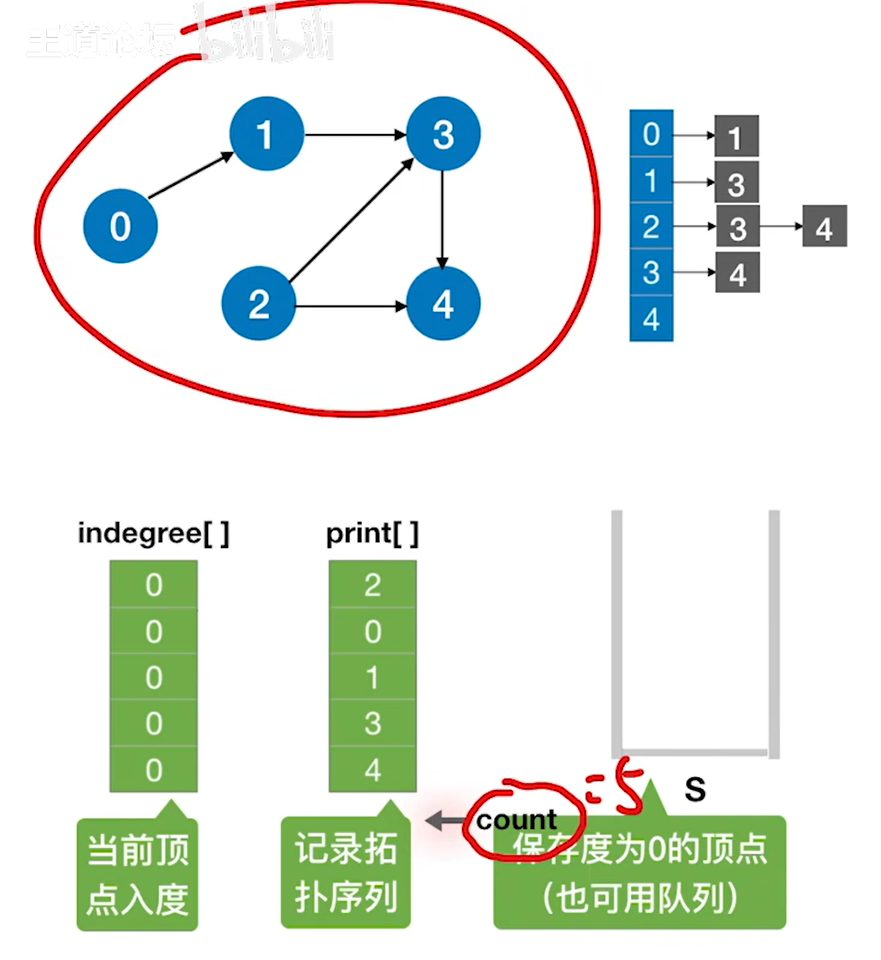 王道论坛 bilibili
1
3
0
2
4
0 1
1 3
2 3 4
3 4
4
indegree[ ]
0
0
0
0
0
当前顶
点入度
print[ ]
2
0
1
3
4
记录拓
扑序列
count =5
S
保存度为0的顶点
（也可用队列）